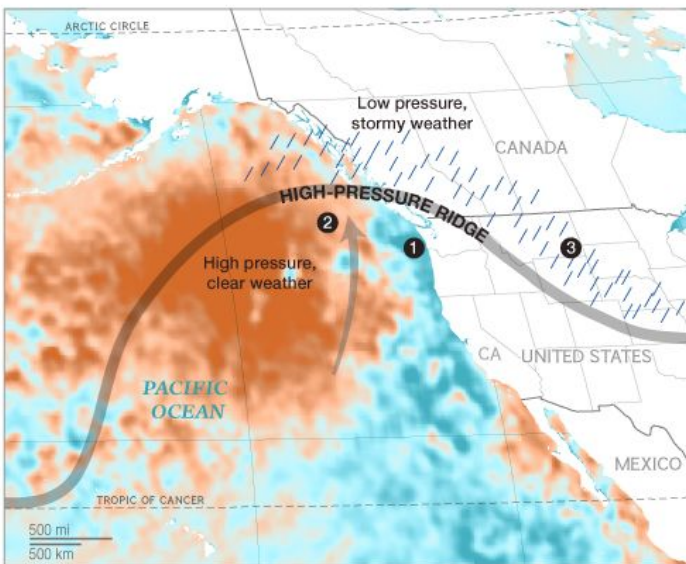 ARCTIC CIRCLE
Low pressure,
stormy weather
CANADA
HIGH-PRESSURE RIDGE
2
1
3
High pressure,
clear weather
CA
UNITED STATES
PACIFIC
OCEAN
MEXICO
TROPIC OF CANCER
500 mi
500 km